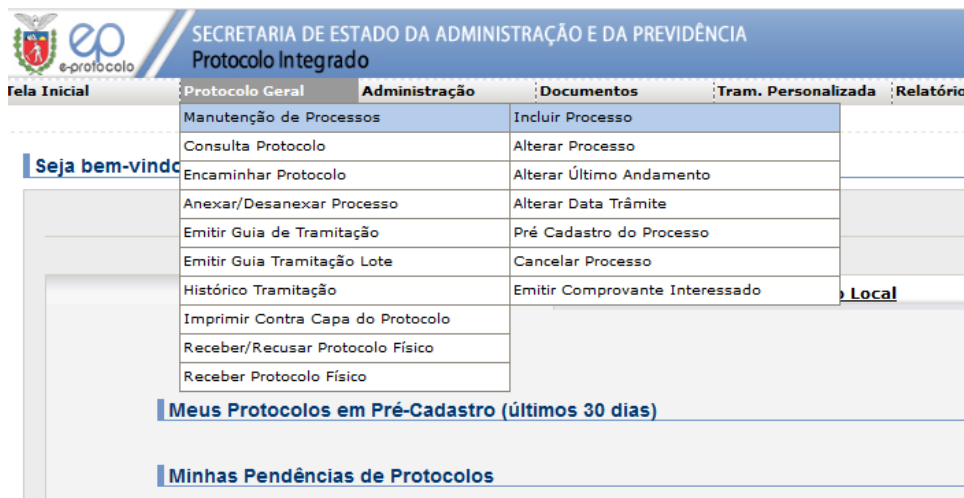 SECRETARIA DE ESTADO DA ADMINISTRAÇÃO E DA PREVIDÊNCIA
Protocolo Integrado
ep
e-protocolo
Tela Inicial Protocolo Geral Administração Documentos Tram. Personalizada Relatório
Manutenção de Processos Incluir Processo
Consulta Protocolo Alterar Processo
Seja bem-vindo
Encaminhar Protocolo Alterar Último Andamento
Anexar/Desanexar Processo Alterar Data Trâmite
Emitir Guia de Tramitação Pré Cadastro do Processo
Emitir Guia Tramitação Lote Cancelar Processo
Histórico Tramitação Emitir Comprovante Interessado
Local
Imprimir Contra Capa do Protocolo
Receber/Recusar Protocolo Físico
Receber Protocolo Físico
Meus Protocolos em Pré-Cadastro (últimos 30 dias)
Minhas Pendências de Protocolos